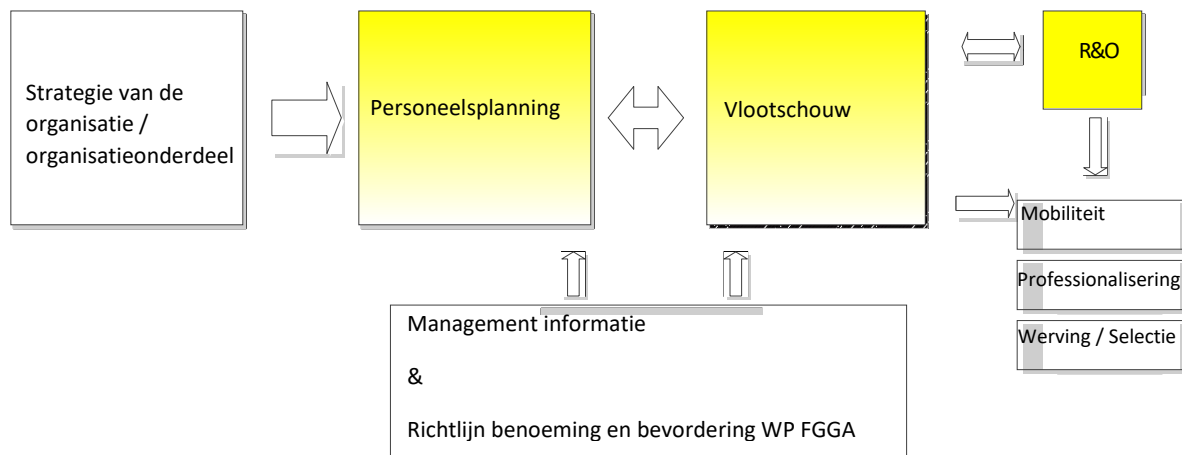 Strategie van de
organisatie /
organisatieonderdeel
Personeelsplanning
Vlootschouw
R&O
Mobiliteit
Professionalisering
Werving / Selectie
Management informatie
&
Richtlijn benoeming en bevordering WP FGGA